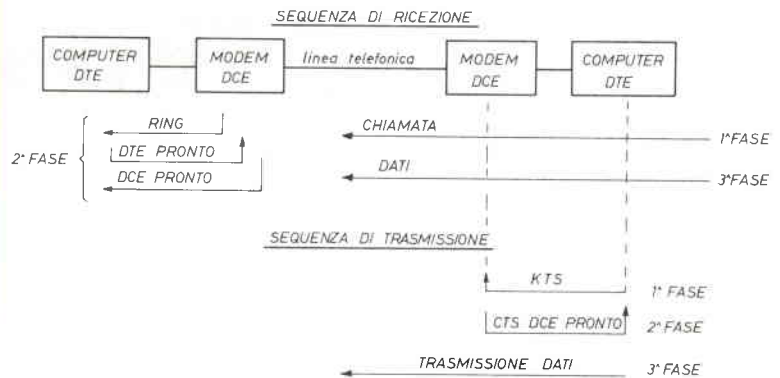 SEQUENZA DI RICEZIONE
COMPUTER
DTE
MODEM
DCE
linea telefonica
MODEM
DCE
COMPUTER
DTE
RING
CHIAMATA
1ª FASE
2ª FASE
DTE PRONTO
DCE PRONTO
DATI
3ª FASE
SEQUENZA DI TRASMISSIONE
KTS
1ª FASE
CTS DCE PRONTO
2ª FASE
TRASMISSIONE DATI
3ª FASE